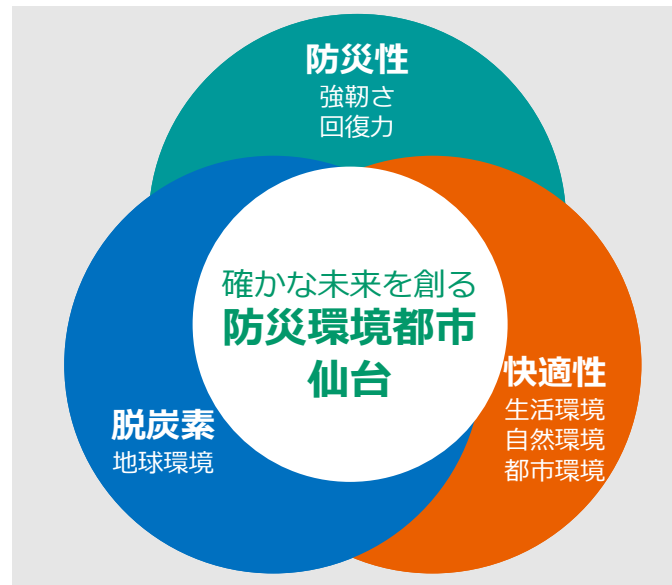 防災性
強靭さ
回復力
確かな未来を創る
防災環境都市
仙台
快適性
生活環境
自然環境
都市環境
脱炭素
地球環境